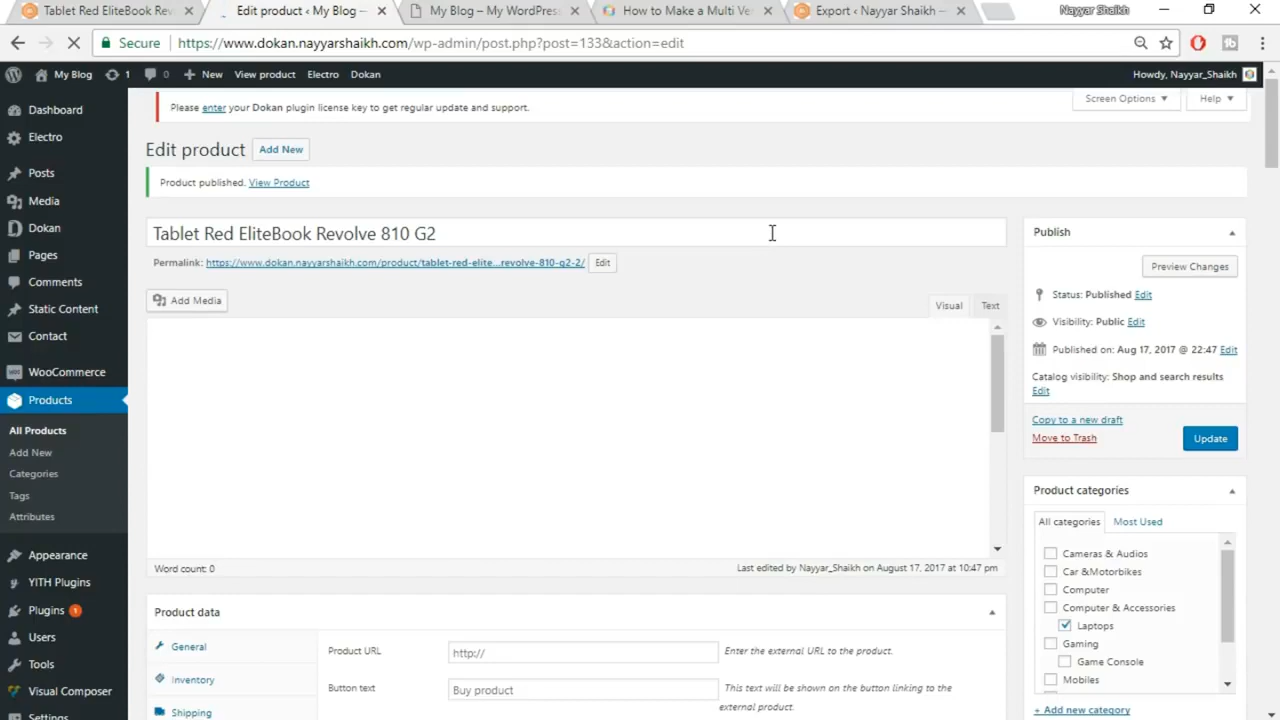 Tablet Red EliteBook Rev
Edit product ‹ My Blog –
My Blog – My WordPress
How to Make a Multi Ve
Export ‹ Nayyar Shaikh —
Nayyar Shaikh
Secure
https://www.dokan.nayyarshaikh.com/wp-admin/post.php?post=133&action=edit
My Blog
1
0
New
View product
Electro
Dokan
Howdy, Nayyar_Shaikh
Dashboard
Electro
Posts
Media
Dokan
Pages
Comments
Static Content
Contact
WooCommerce
Products
All Products
Add New
Categories
Tags
Attributes
Appearance
YITH Plugins
Plugins 1
Users
Tools
Visual Composer
Settings
Please enter your Dokan plugin license key to get regular update and support.
Screen Options
Help
Edit product
Add New
Product published. View Product
Tablet Red EliteBook Revolve 810 G2
Permalink: https://www.dokan.nayyarshaikh.com/product/tablet-red-elite...revolve-810-g2-2/
Edit
Add Media
Visual
Text
Word count: 0
Last edited by Nayyar_Shaikh on August 17, 2017 at 10:47 pm
Product data
General
Inventory
Shipping
Product URL
http://
Enter the external URL to the product.
Button text
Buy product
This text will be shown on the button linking to the
external product.
Publish
Preview Changes
Status: Published Edit
Visibility: Public Edit
Published on: Aug 17, 2017 @ 22:47 Edit
Catalog visibility: Shop and search results
Edit
Copy to a new draft
Move to Trash
Update
Product categories
All categories
Most Used
Cameras & Audios
Car &Motorbikes
Computer
Computer & Accessories
Laptops
Gaming
Game Console
Mobiles
+ Add new category